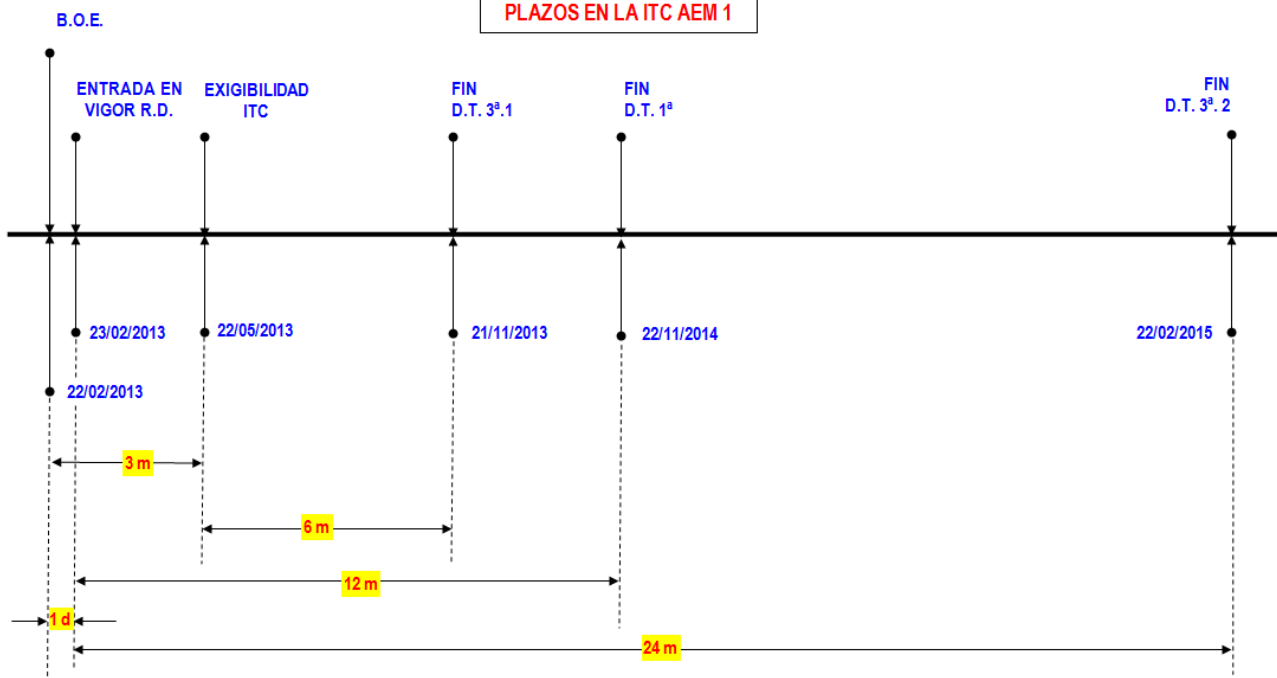 PLAZOS EN LA ITC AEM 1
B.O.E.
ENTRADA EN
VIGOR R.D.
EXIGIBILIDAD
ITC
FIN
D.T. 3ª.1
FIN
D.T. 1ª
FIN
D.T. 3ª. 2
23/02/2013
22/05/2013
21/11/2013
22/11/2014
22/02/2015
22/02/2013
3 m
6 m
12 m
1 d
24 m